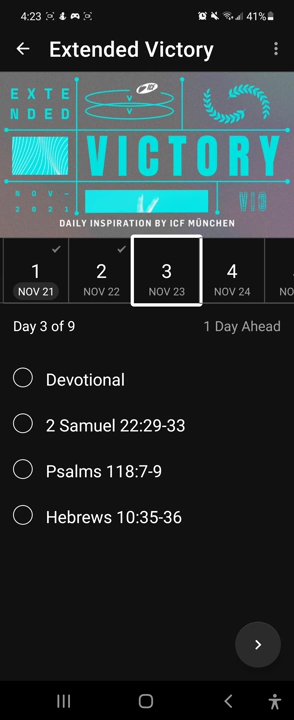 4:23
41%
Extended Victory
EXTE
NDED
VICTORY
NOV-
2021
VIC
DAILY INSPIRATION BY ICF MÜNCHEN
1
NOV 21
2
NOV 22
3
NOV 23
4
NOV 24
NO
Day 3 of 9
1 Day Ahead
Devotional
2 Samuel 22:29-33
Psalms 118:7-9
Hebrews 10:35-36